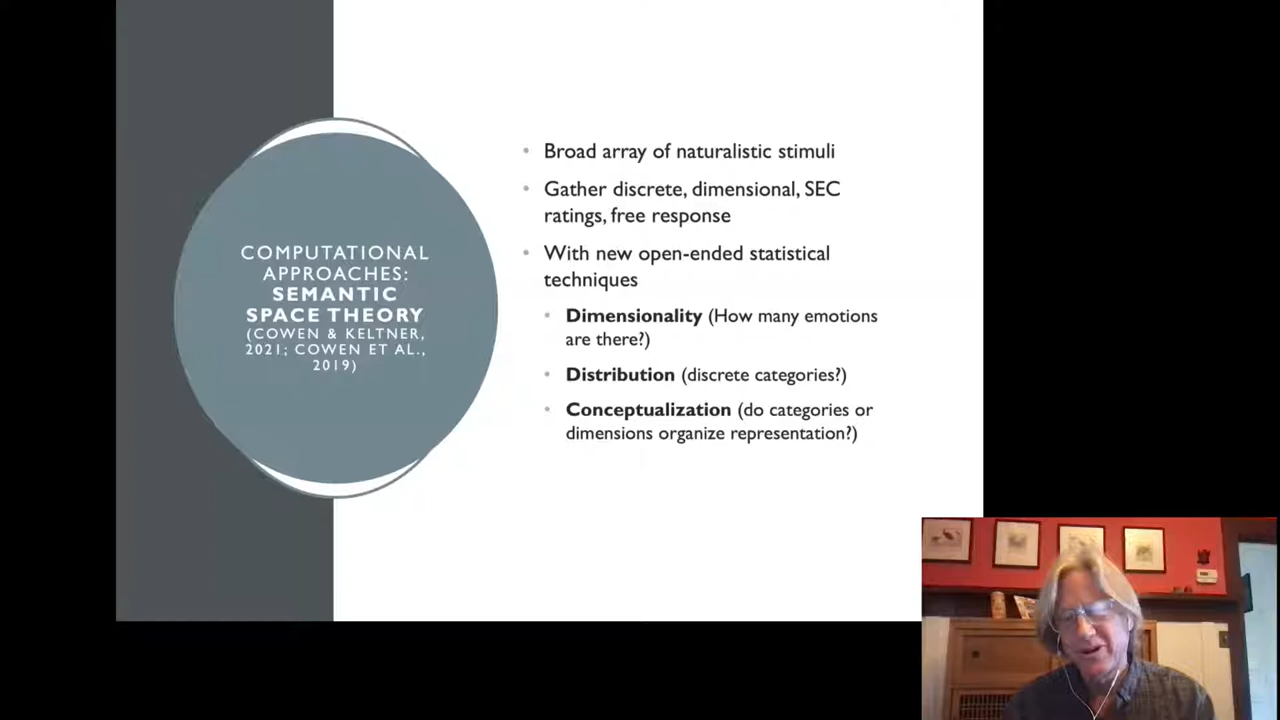 COMPUTATIONAL
APPROACHES:
SEMANTIC
SPACE THEORY
(COWEN & KELTNER,
2021; COWEN ET AL.,
2019)
• Broad array of naturalistic stimuli
• Gather discrete, dimensional, SEC
ratings, free response
• With new open-ended statistical
techniques
• Dimensionality (How many emotions
are there?)
• Distribution (discrete categories?)
• Conceptualization (do categories or
dimensions organize representation?)